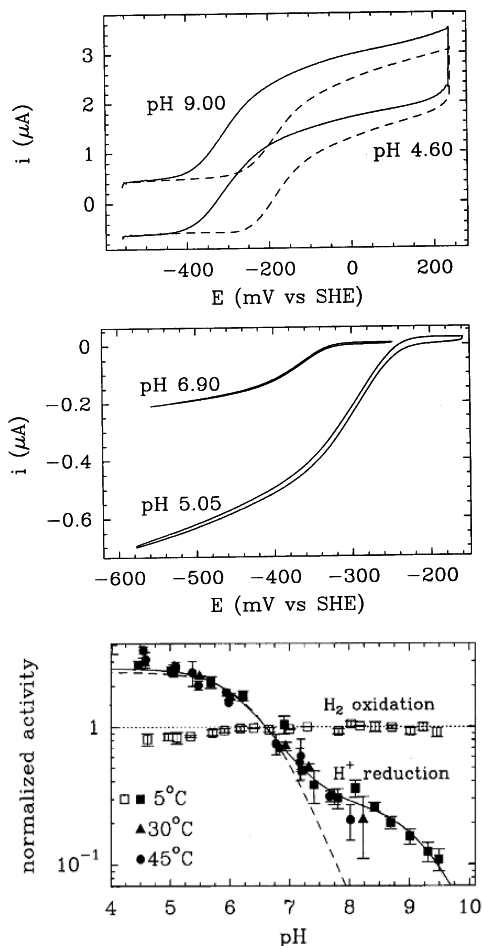 3
2
1
0
i (μA)
pH 9.00
pH 4.60
−400 −200 0 200
E (mV vs SHE)
0
−0.2
−0.4
−0.6
i (μA)
pH 6.90
pH 5.05
−600 −500 −400 −300 −200
E (mV vs SHE)
normalized activity
1
10⁻¹
H₂ oxidation
H⁺ reduction
□ ■ 5°C
▲ 30°C
● 45°C
4 5 6 7 8 9 10
pH